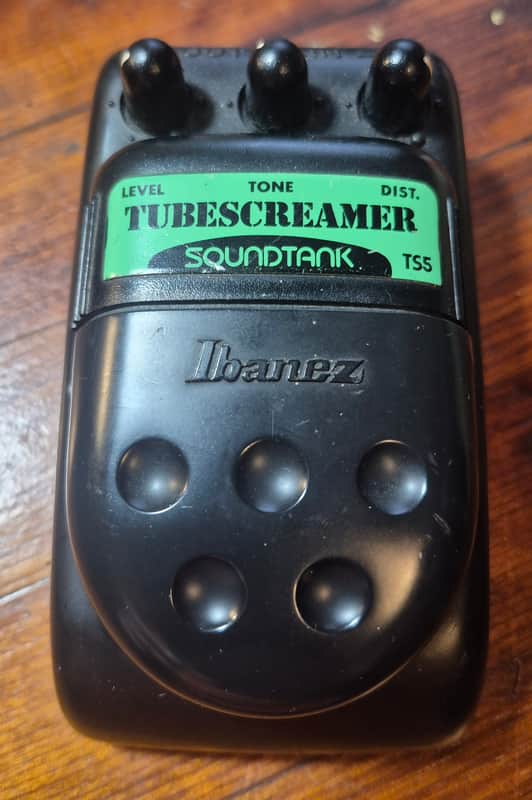 LEVEL TONE DIST.
TUBESCREAMER
SOUNDTANK TS5
Ibanez